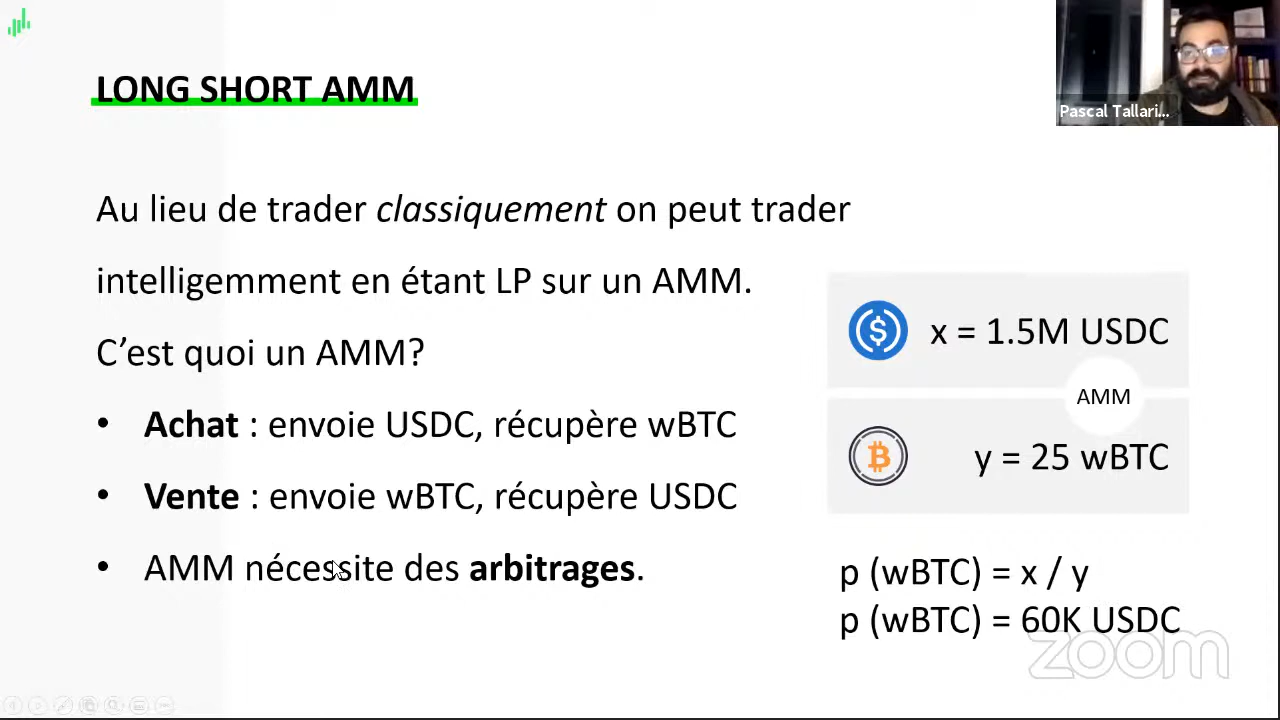 LONG SHORT AMM
Pascal Tallari...
Au lieu de trader classiquement on peut trader
intelligemment en étant LP sur un AMM.
C’est quoi un AMM?
• Achat : envoie USDC, récupère wBTC
• Vente : envoie wBTC, récupère USDC
• AMM nécessite des arbitrages.
x = 1.5M USDC
AMM
y = 25 wBTC
p (wBTC) = x / y
p (wBTC) = 60K USDC
zoom